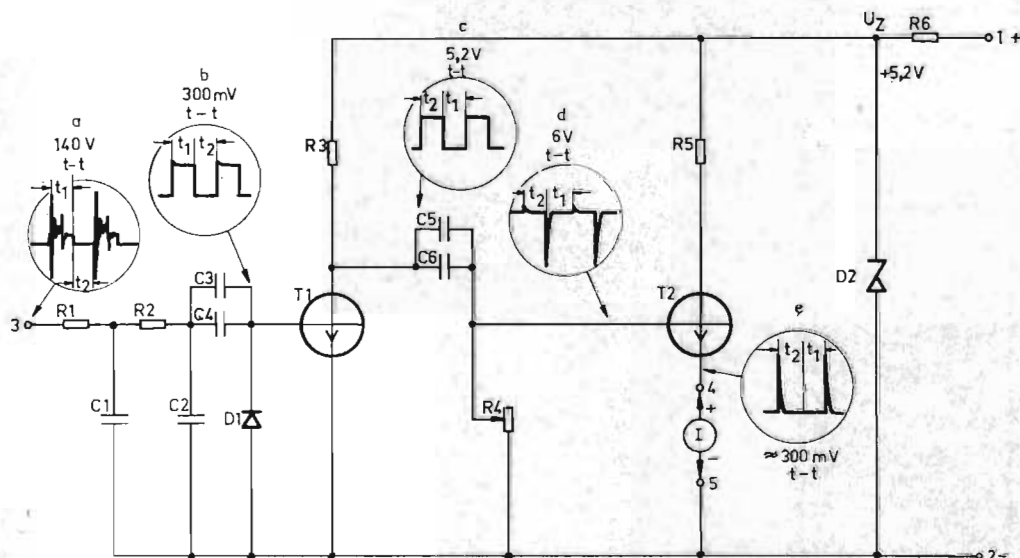 c
5,2V
t-t
t₂ t₁
b
300mV
t-t
t₁ t₂
a
140 V
t-t
t₁
t₂
d
6V
t-t
t₂ t₁
U_Z
R6
1 +
+5,2V
R3
R5
C5
C6
C3
C4
T1
T2
D2
3
R1
R2
e
t₂ t₁
≈300 mV
t-t
C1
C2
D1
R4
4
+
I
-
5
2-